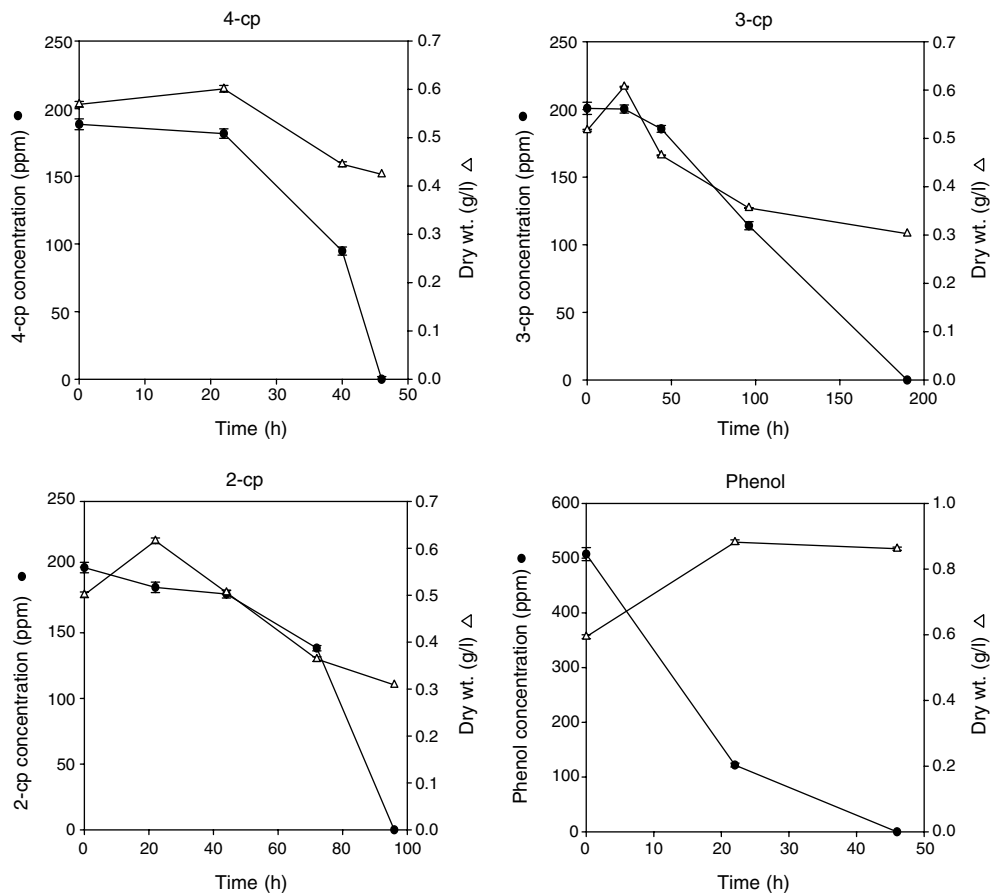 4-cp
250
200
150
100
50
0
4-cp concentration (ppm) ●
0.7
0.6
0.5
0.4
0.3
0.2
0.1
0.0
Dry wt. (g/l) △
0 10 20 30 40 50
Time (h)
3-cp
250
200
150
100
50
0
3-cp concentration (ppm) ●
0.7
0.6
0.5
0.4
0.3
0.2
0.1
0.0
Dry wt. (g/l) △
0 50 100 150 200
Time (h)
2-cp
250
200
150
100
50
0
2-cp concentration (ppm) ●
0.7
0.6
0.5
0.4
0.3
0.2
0.1
0.0
Dry wt. (g/l) △
0 20 40 60 80 100
Time (h)
Phenol
600
500
400
300
200
100
0
Phenol concentration (ppm) ●
1.0
0.8
0.6
0.4
0.2
0.0
Dry wt. (g/l) △
0 10 20 30 40 50
Time (h)